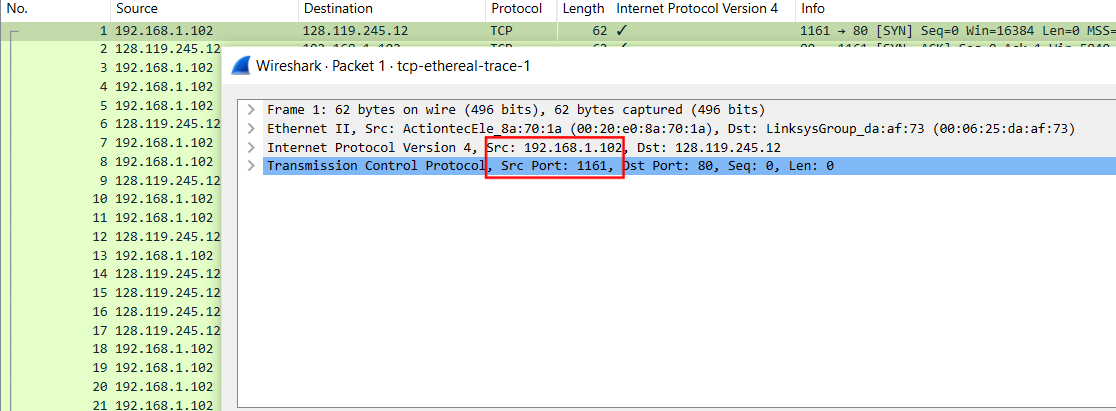 No. Source Destination Protocol Length Internet Protocol Version 4 Info
1 192.168.1.102 128.119.245.12 TCP 62 ✓ 1161 → 80 [SYN] Seq=0 Win=16384 Len=0 MSS=
2 128.119.245.12
Wireshark · Packet 1 · tcp-ethereal-trace-1
3 192.168.1.102
4 192.168.1.102
5 192.168.1.102
Frame 1: 62 bytes on wire (496 bits), 62 bytes captured (496 bits)
6 128.119.245.12
Ethernet II, Src: ActiontecEle_8a:70:1a (00:20:e0:8a:70:1a), Dst: LinksysGroup_da:af:73 (00:06:25:da:af:73)
7 192.168.1.102
Internet Protocol Version 4, Src: 192.168.1.102, Dst: 128.119.245.12
8 192.168.1.102
Transmission Control Protocol, Src Port: 1161, Dst Port: 80, Seq: 0, Len: 0
9 128.119.245.12
10 192.168.1.102
11 192.168.1.102
12 128.119.245.12
13 192.168.1.102
14 128.119.245.12
15 128.119.245.12
16 128.119.245.12
17 128.119.245.12
18 192.168.1.102
19 192.168.1.102
20 192.168.1.102
21 192.168.1.102